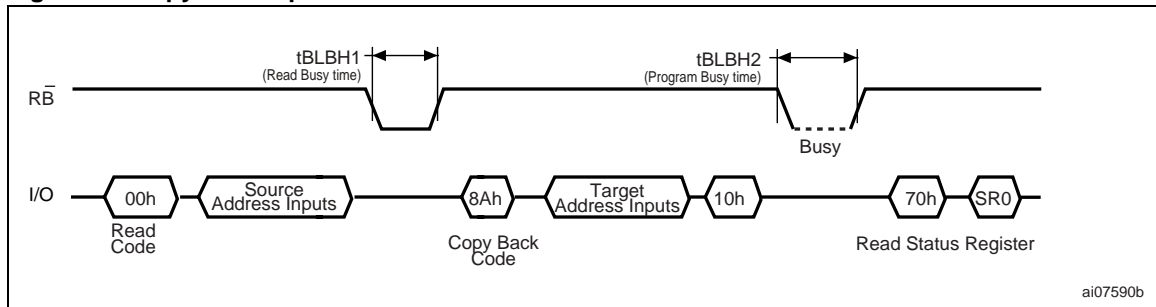 tBLBH1
(Read Busy time)
tBLBH2
(Program Busy time)
RB̅
Busy
I/O
00h
Source
Address Inputs
8Ah
Target
Address Inputs
10h
70h
SR0
Read
Code
Copy Back
Code
Read Status Register
ai07590b